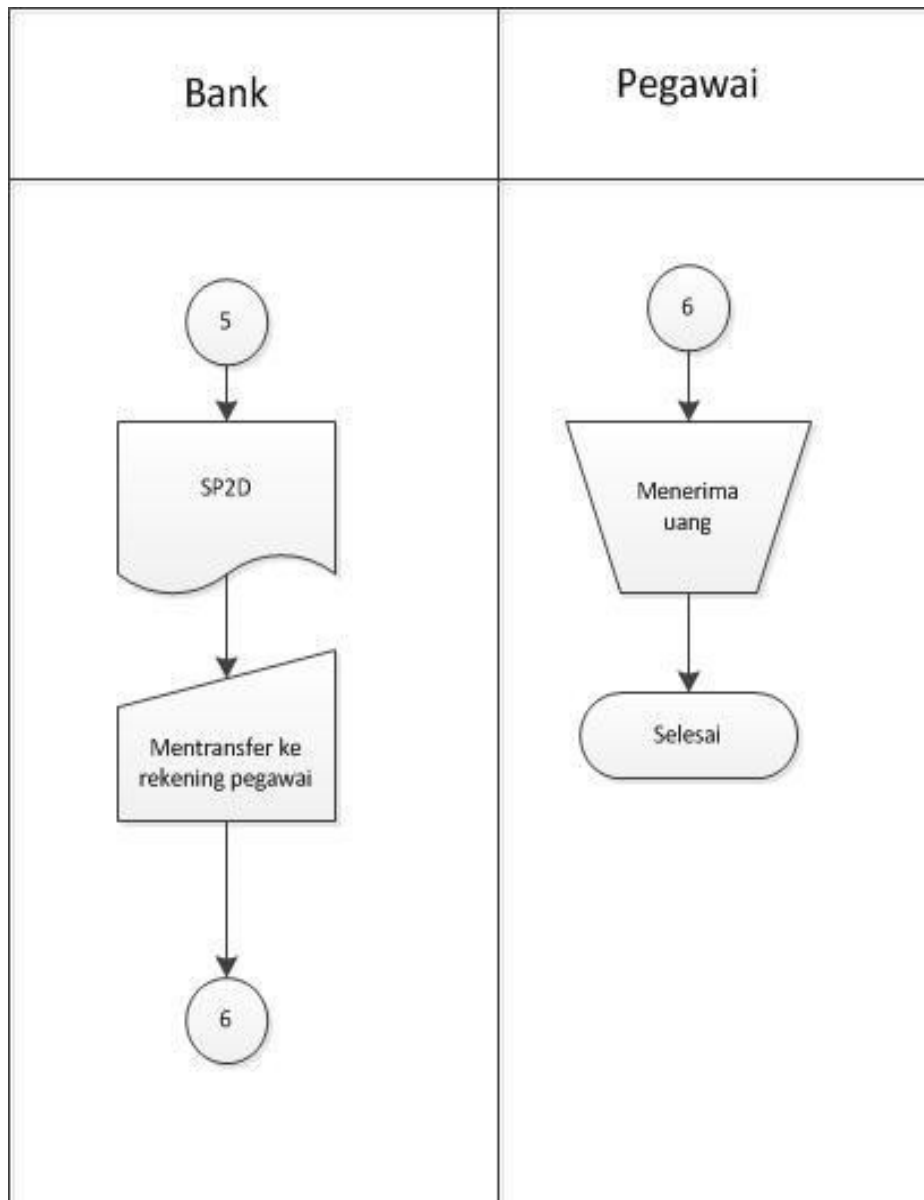 Bank
Pegawai
5
SP2D
Mentransfer ke
rekening pegawai
6
6
Menerima
uang
Selesai